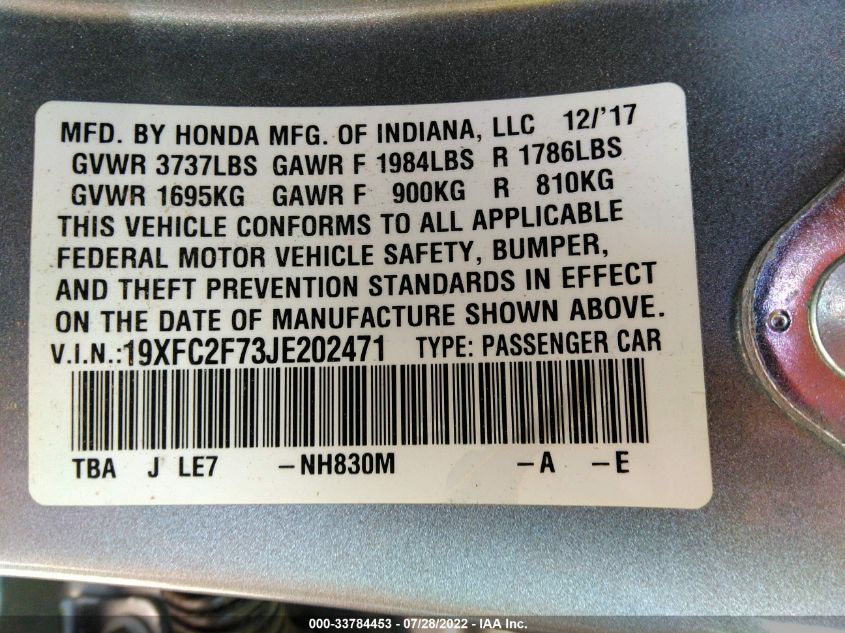 MFD. BY HONDA MFG. OF INDIANA, LLC 12/'17
GVWR 3737LBS GAWR F 1984LBS R 1786LBS
GVWR 1695KG GAWR F 900KG R 810KG
THIS VEHICLE CONFORMS TO ALL APPLICABLE
FEDERAL MOTOR VEHICLE SAFETY, BUMPER,
AND THEFT PREVENTION STANDARDS IN EFFECT
ON THE DATE OF MANUFACTURE SHOWN ABOVE.
V.I.N.:19XFC2F73JE202471 TYPE: PASSENGER CAR
TBA J LE7 -NH830M -A -E
000-33784453 - 07/28/2022 - IAA Inc.